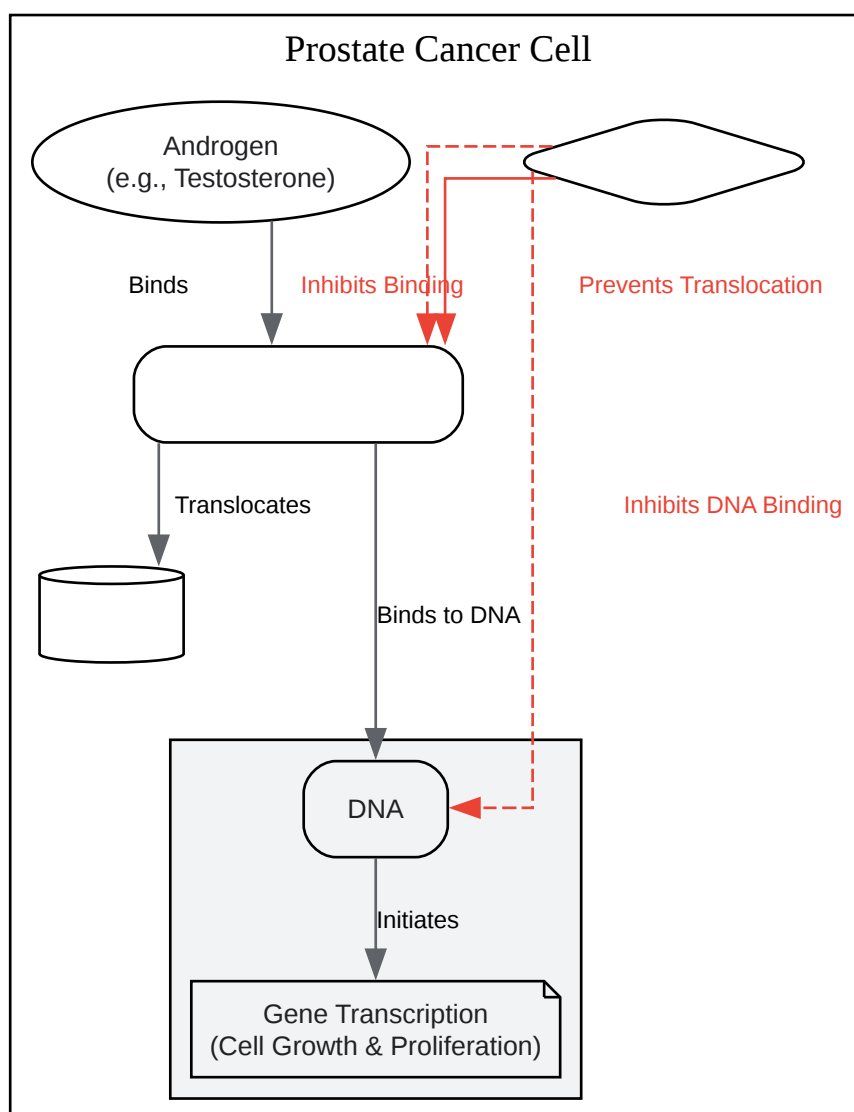 Prostate Cancer Cell
Androgen
(e.g., Testosterone)
Binds
Inhibits Binding
Prevents Translocation
Translocates
Inhibits DNA Binding
Binds to DNA
DNA
Initiates
Gene Transcription
(Cell Growth & Proliferation)